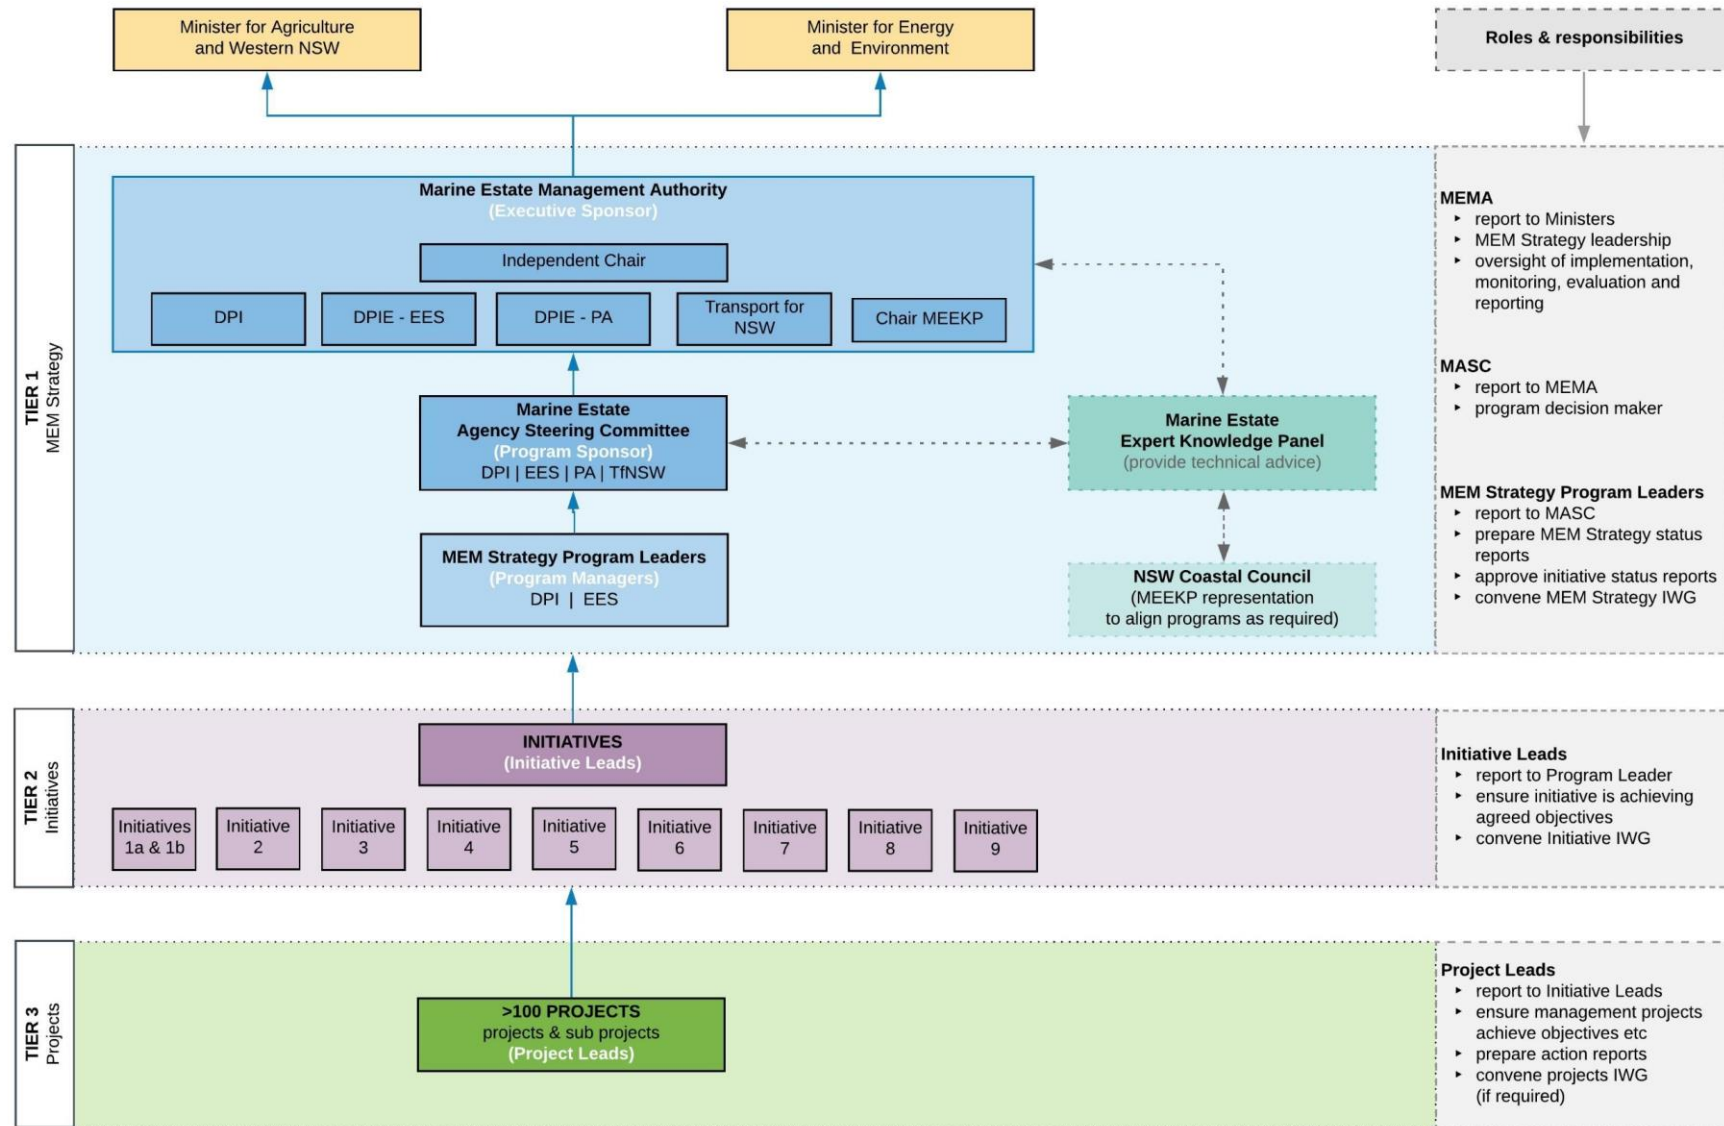 Minister for Agriculture
and Western NSW
Minister for Energy
and Environment
Roles & responsibilities
TIER 1
MEM Strategy
Marine Estate Management Authority
(Executive Sponsor)
Independent Chair
DPI
DPIE - EES
DPIE - PA
Transport for
NSW
Chair MEEKP
Marine Estate
Agency Steering Committee
(Program Sponsor)
DPI | EES | PA | TfNSW
Marine Estate
Expert Knowledge Panel
(provide technical advice)
MEM Strategy Program Leaders
(Program Managers)
DPI | EES
NSW Coastal Council
(MEEKP representation
to align programs as required)
MEMA
‣ report to Ministers
‣ MEM Strategy leadership
‣ oversight of implementation,
monitoring, evaluation and
reporting
MASC
‣ report to MEMA
‣ program decision maker
MEM Strategy Program Leaders
‣ report to MASC
‣ prepare MEM Strategy status
reports
‣ approve initiative status reports
‣ convene MEM Strategy IWG
TIER 2
Initiatives
INITIATIVES
(Initiative Leads)
Initiatives
1a & 1b
Initiative
2
Initiative
3
Initiative
4
Initiative
5
Initiative
6
Initiative
7
Initiative
8
Initiative
9
Initiative Leads
‣ report to Program Leader
‣ ensure initiative is achieving
agreed objectives
‣ convene Initiative IWG
TIER 3
Projects
>100 PROJECTS
projects & sub projects
(Project Leads)
Project Leads
‣ report to Initiative Leads
‣ ensure management projects
achieve objectives etc
‣ prepare action reports
‣ convene projects IWG
(if required)